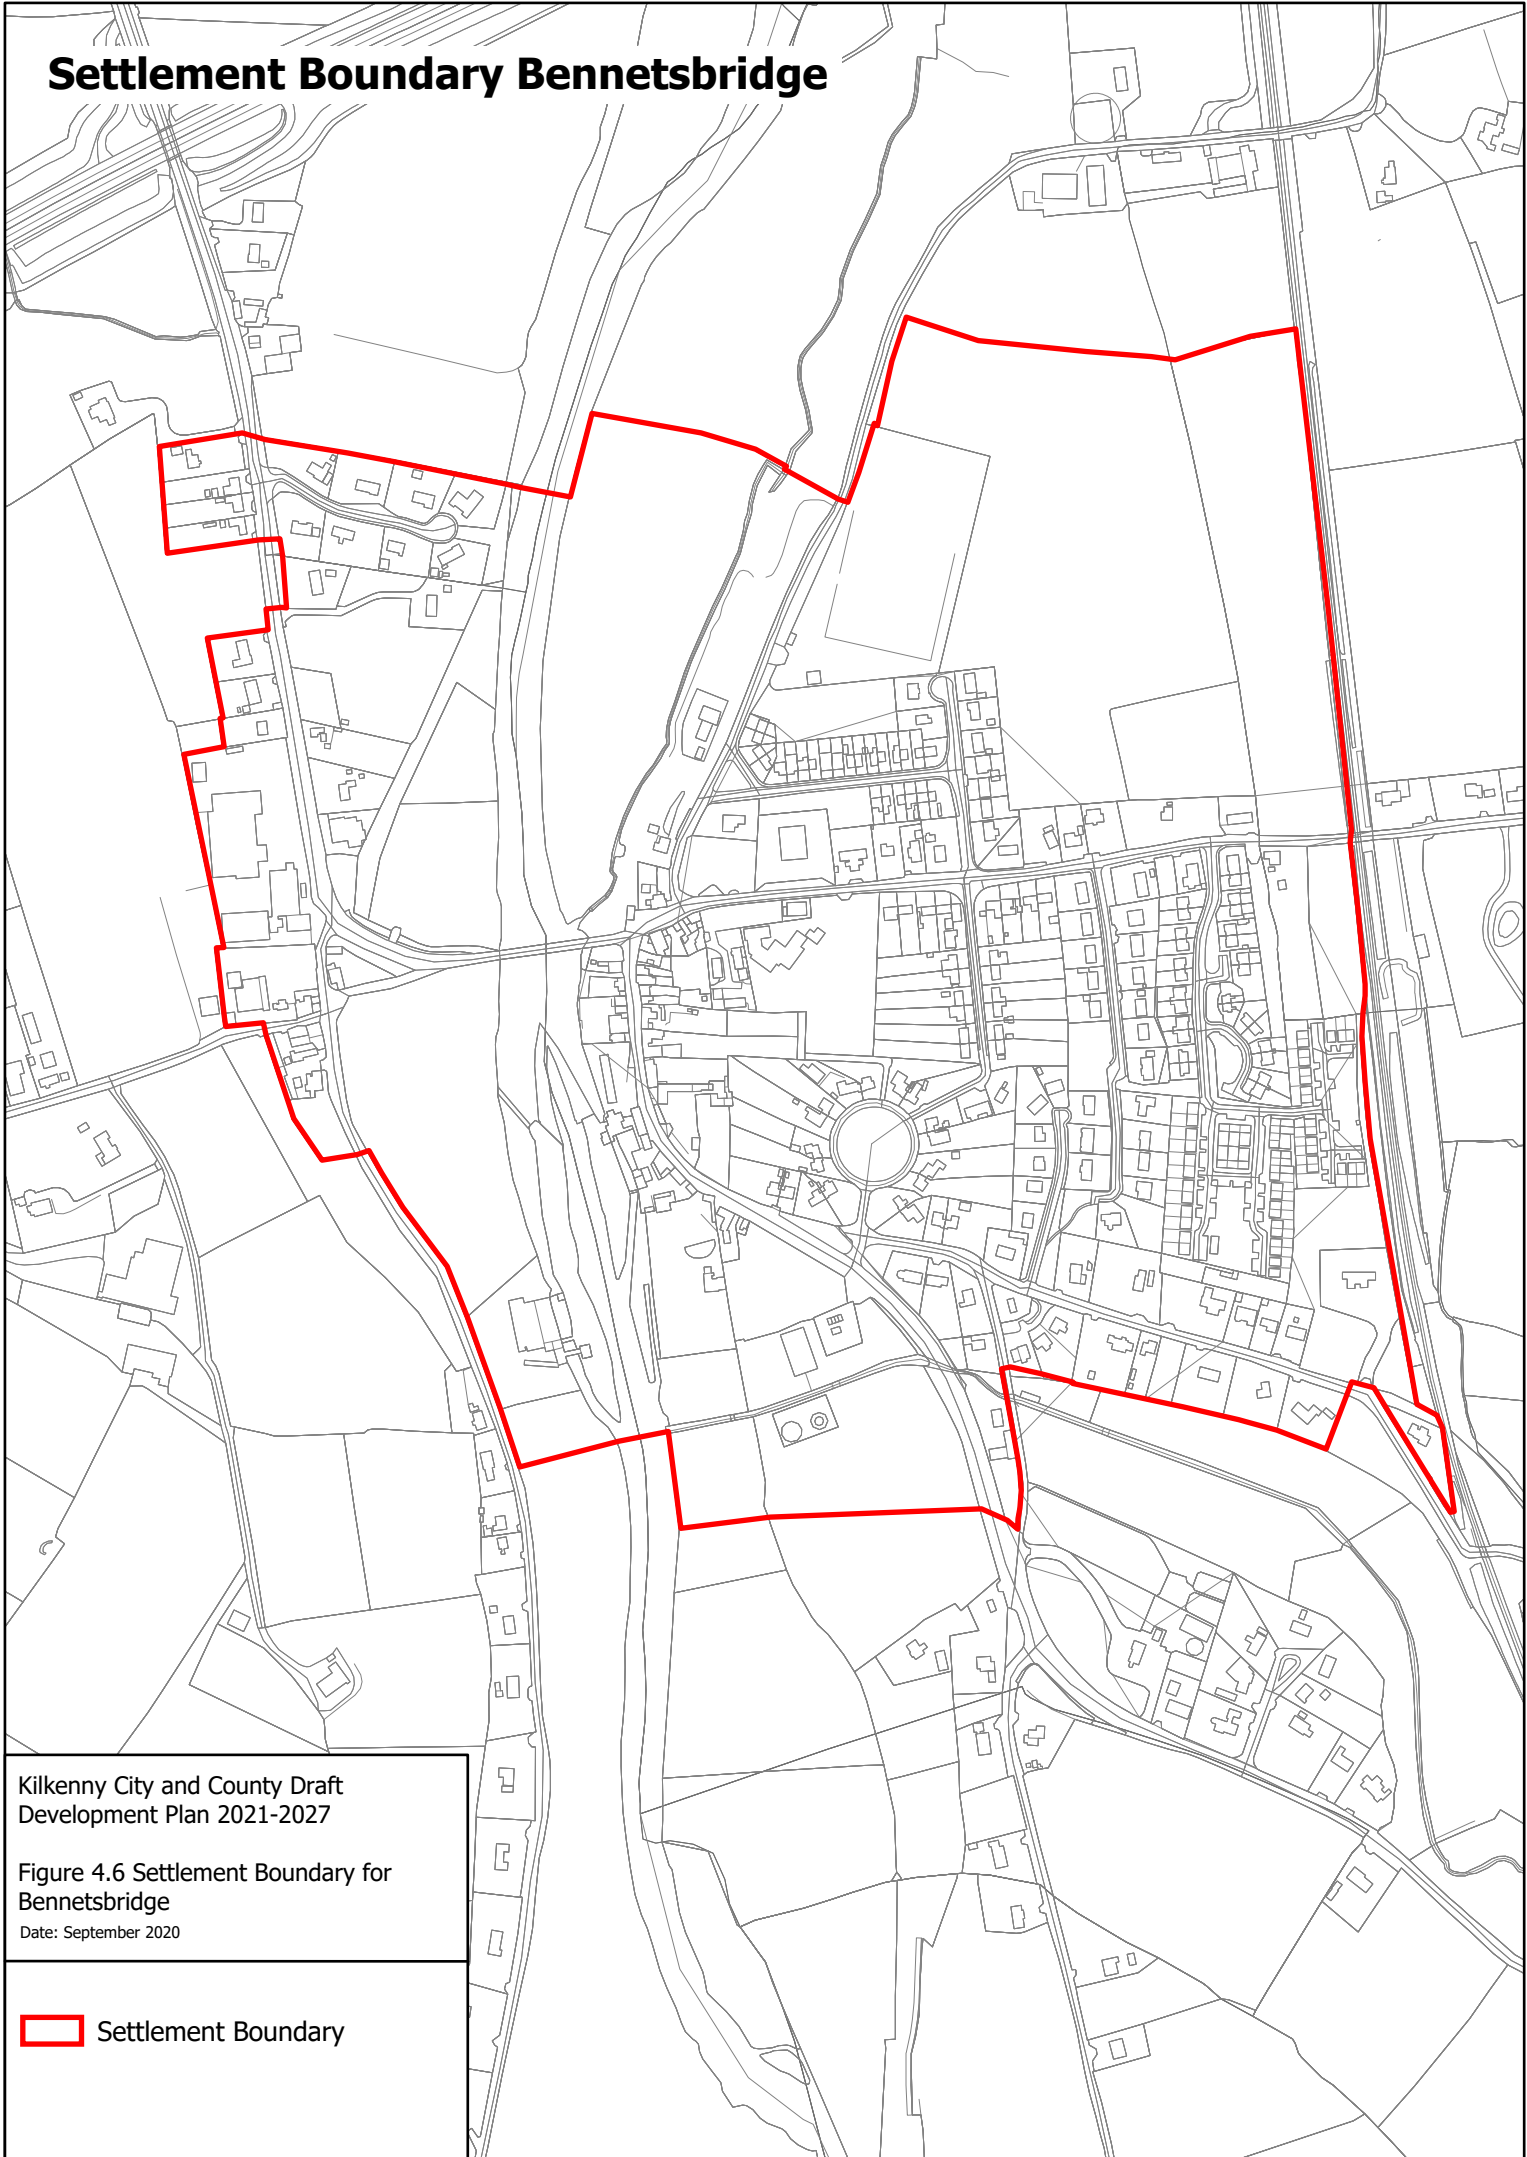 Settlement Boundary Bennetsbridge
Kilkenny City and County Draft
Development Plan 2021-2027
Figure 4.6 Settlement Boundary for
Bennetsbridge
Date: September 2020
Settlement Boundary